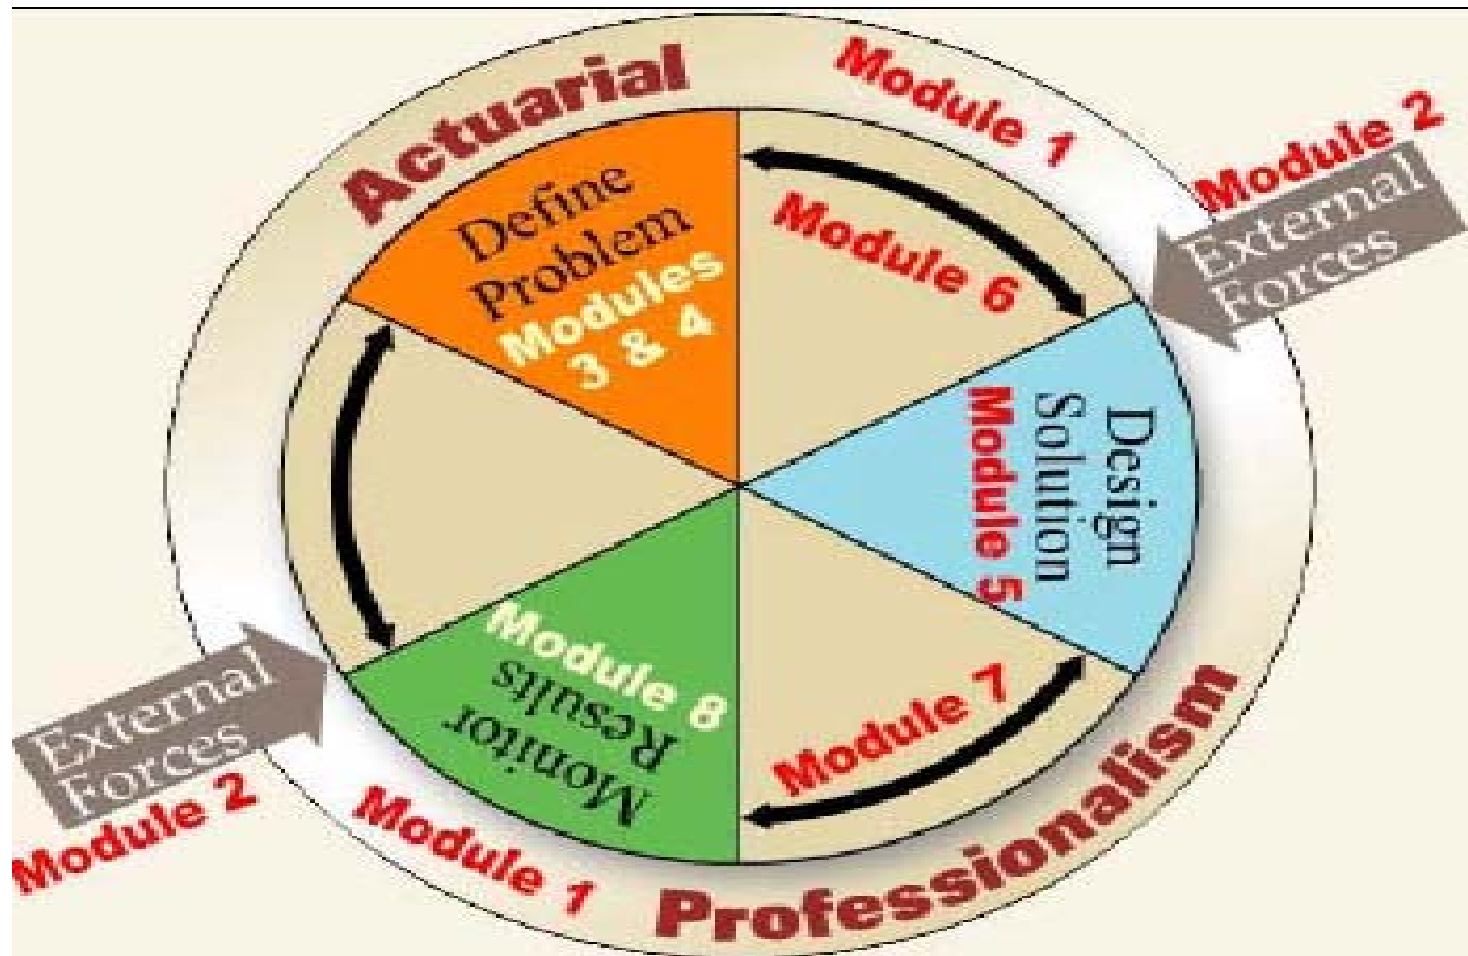 Actuarial
Module 1
Module 2
External
Forces
Define
Problem
Modules
3 & 4
Module 6
Design
Solution
Module 5
Module 7
Module 8
Results
Monitor
External
Forces
Module 2
Module 1
Professionalism